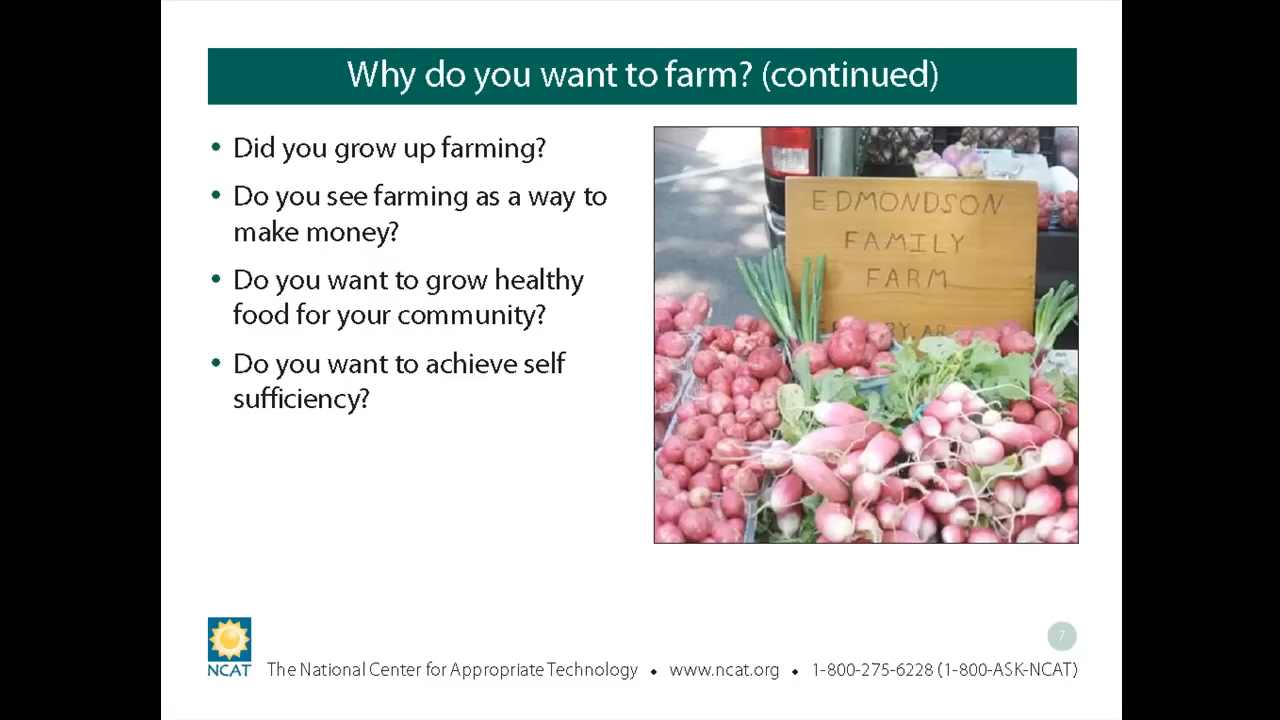 Why do you want to farm? (continued)
• Did you grow up farming?
• Do you see farming as a way to
make money?
• Do you want to grow healthy
food for your community?
• Do you want to achieve self
sufficiency?
EDMONDSON
FAMILY
FARM
AR
7
NCAT
The National Center for Appropriate Technology • www.ncat.org • 1-800-275-6228 (1-800-ASK-NCAT)